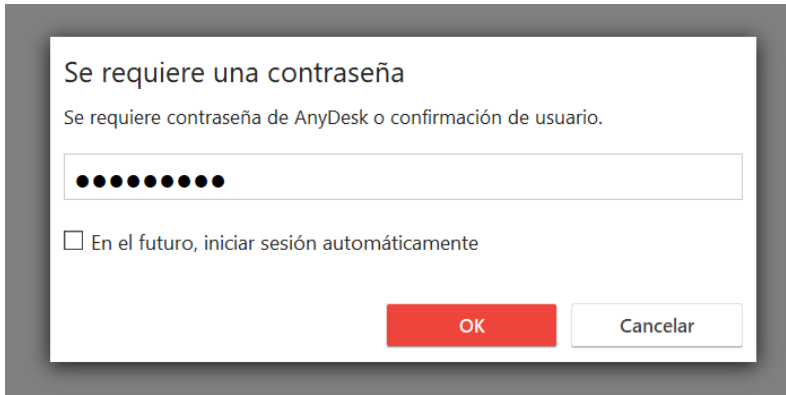 Se requiere una contraseña
Se requiere contraseña de AnyDesk o confirmación de usuario.
●●●●●●●●●
En el futuro, iniciar sesión automáticamente
OK
Cancelar